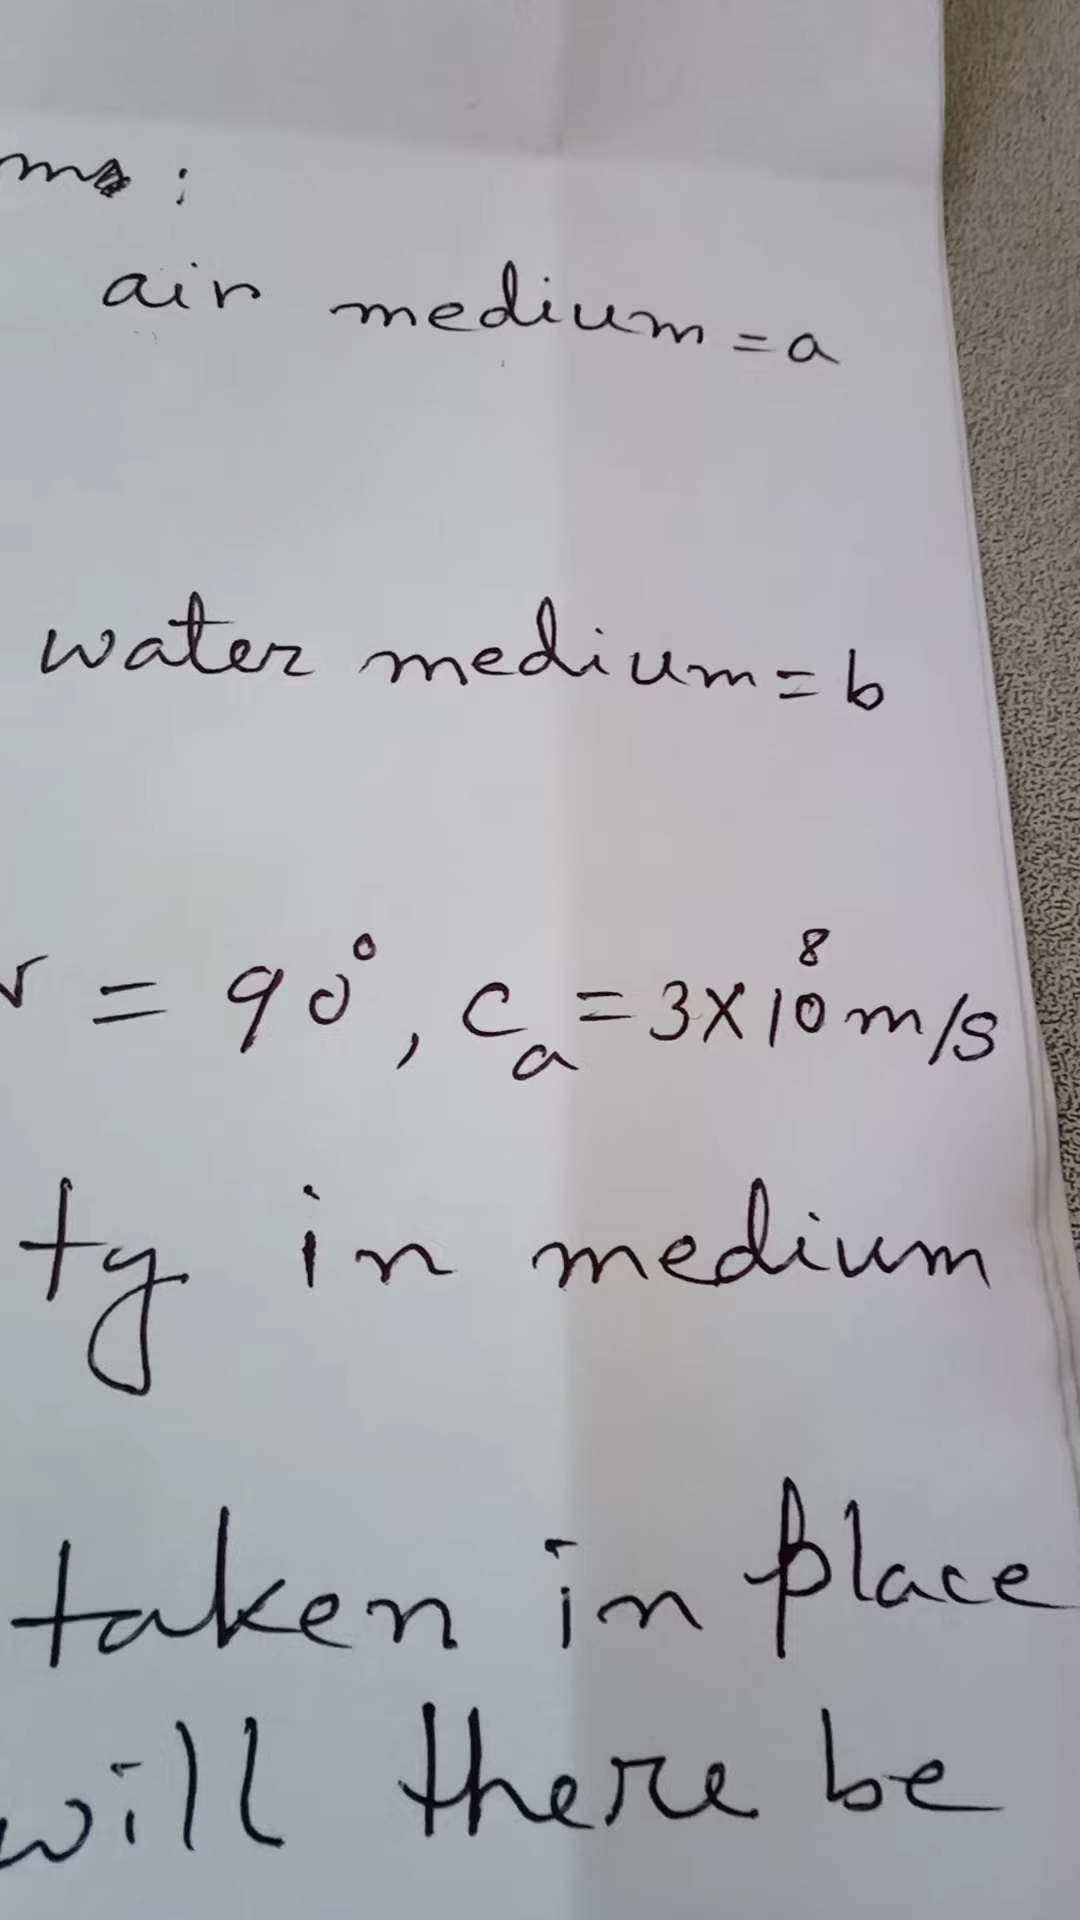 ms:
air medium = a
water medium = b
r = 90°, cₐ = 3×10⁸ m/s
ty in medium
taken in place
will there be